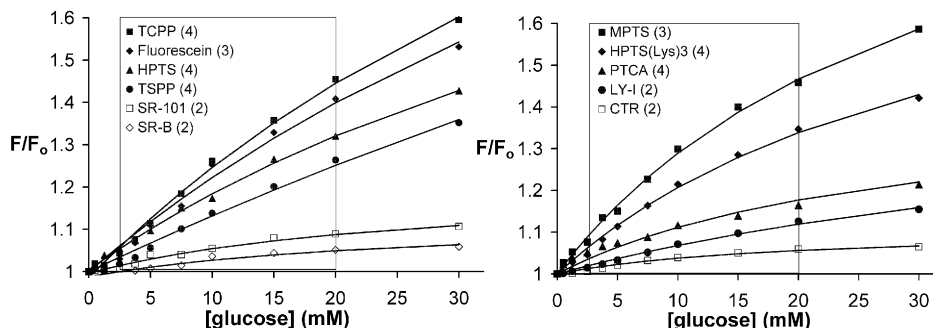 1.6
1.5
1.4
1.3
1.2
1.1
1
F/Fo
TCPP (4)
Fluorescein (3)
HPTS (4)
TSPP (4)
SR-101 (2)
SR-B (2)
0 5 10 15 20 25 30
[glucose] (mM)
1.6
1.5
1.4
1.3
1.2
1.1
1
F/Fo
MPTS (3)
HPTS(Lys)3 (4)
PTCA (4)
LY-I (2)
CTR (2)
0 5 10 15 20 25 30
[glucose] (mM)